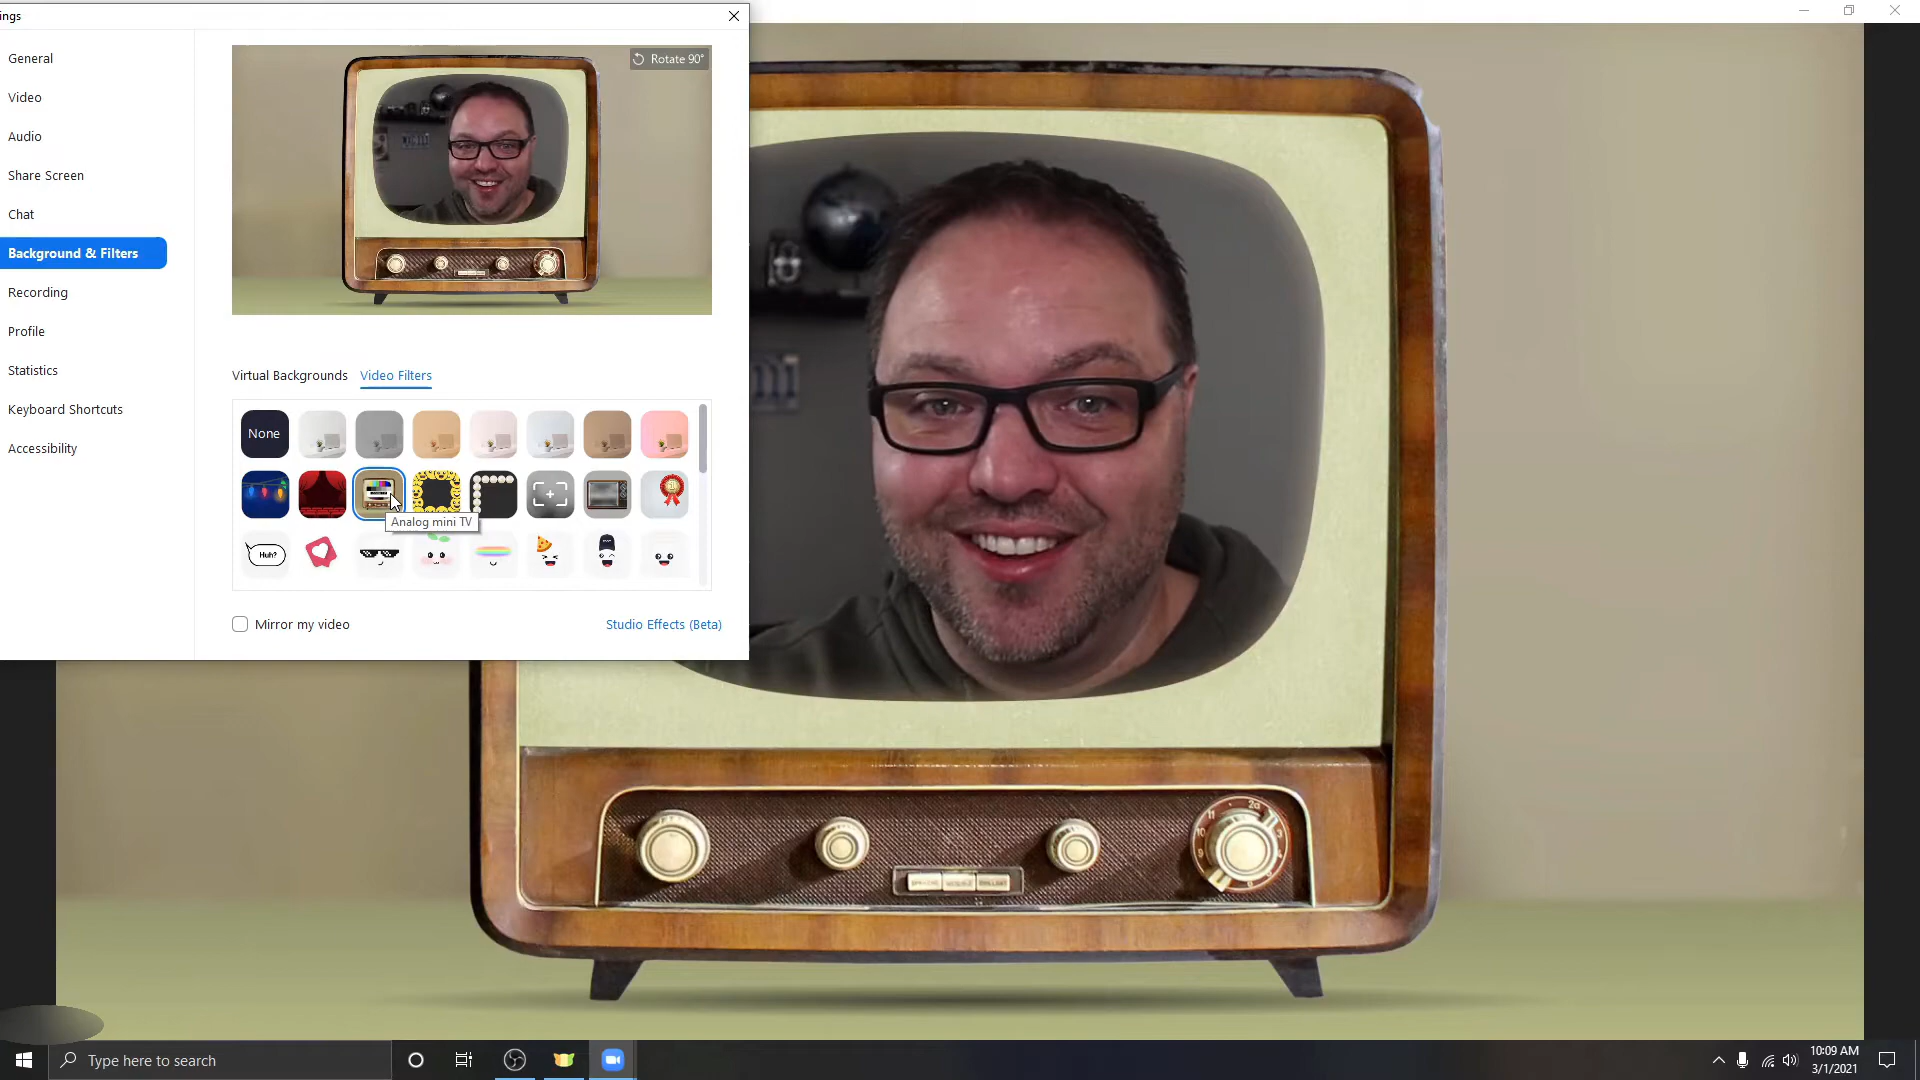 ings
General
Video
Audio
Share Screen
Chat
Background & Filters
Recording
Profile
Statistics
Keyboard Shortcuts
Accessibility
Rotate 90°
Virtual Backgrounds
Video Filters
None
Analog mini TV
Huh?
Mirror my video
Studio Effects (Beta)
Type here to search
10:09 AM
3/1/2021